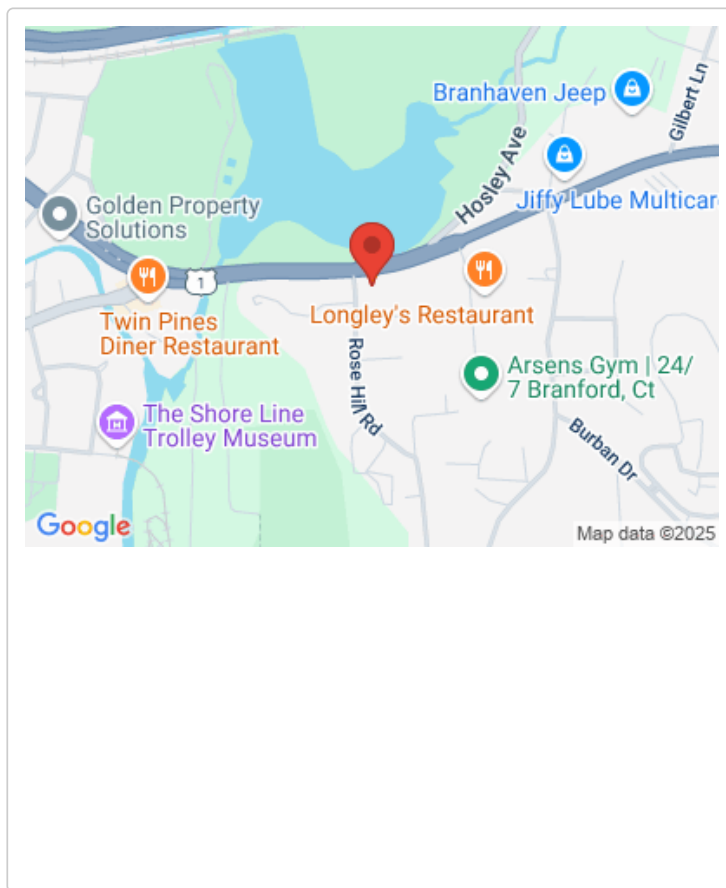 Branhaven Jeep
Gilbert Ln
Hosley Ave
Jiffy Lube Multicar
Golden Property
Solutions
1
Twin Pines
Diner Restaurant
Longley's Restaurant
Rose Hill Rd
Arsens Gym | 24/
7 Branford, Ct
The Shore Line
Trolley Museum
Burban Dr
Google
Map data ©2025